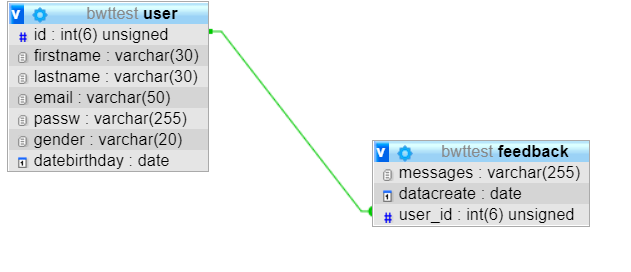 v bwttest user
# id : int(6) unsigned
firstname : varchar(30)
lastname : varchar(30)
email : varchar(50)
passw : varchar(255)
gender : varchar(20)
datebirthday : date
v bwttest feedback
messages : varchar(255)
datacreate : date
# user_id : int(6) unsigned